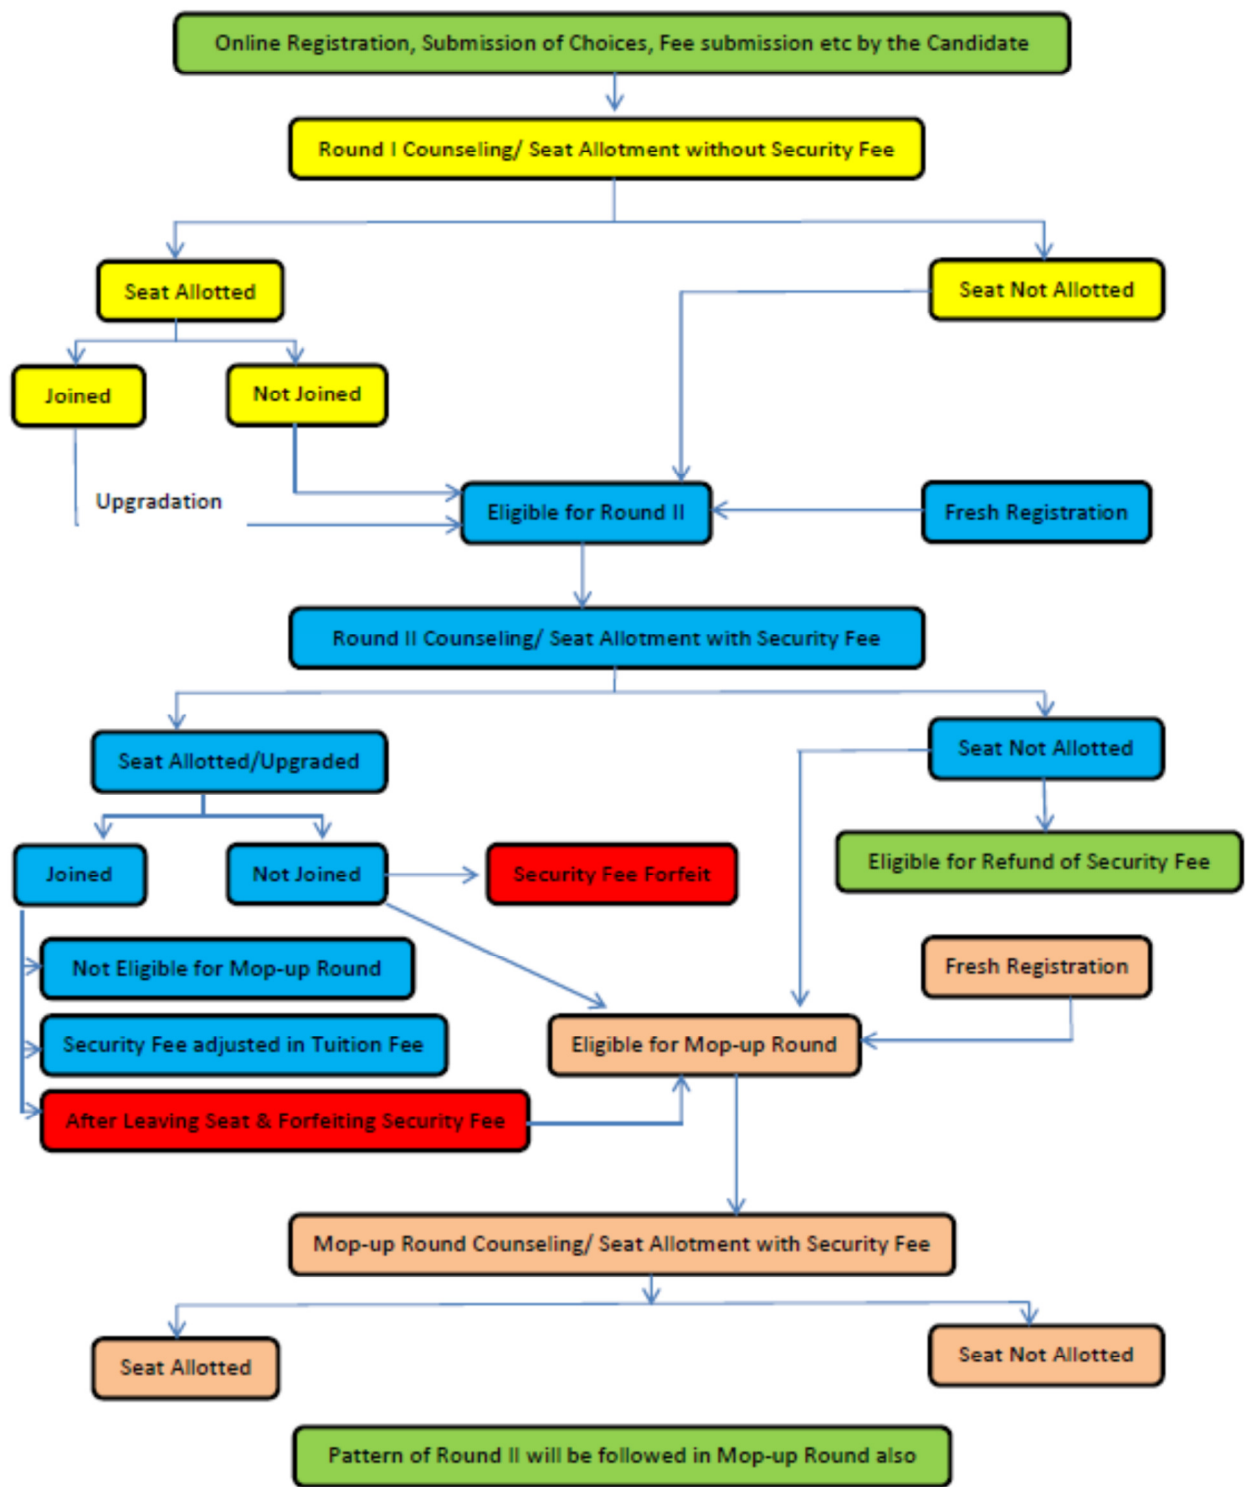 Online Registration, Submission of Choices, Fee submission etc by the Candidate
Round I Counseling/ Seat Allotment without Security Fee
Seat Allotted
Seat Not Allotted
Joined
Not Joined
Upgradation
Eligible for Round II
Fresh Registration
Round II Counseling/ Seat Allotment with Security Fee
Seat Allotted/Upgraded
Seat Not Allotted
Joined
Not Joined
Security Fee Forfeit
Eligible for Refund of Security Fee
Not Eligible for Mop-up Round
Fresh Registration
Security Fee adjusted in Tuition Fee
Eligible for Mop-up Round
After Leaving Seat & Forfeiting Security Fee
Mop-up Round Counseling/ Seat Allotment with Security Fee
Seat Allotted
Seat Not Allotted
Pattern of Round II will be followed in Mop-up Round also